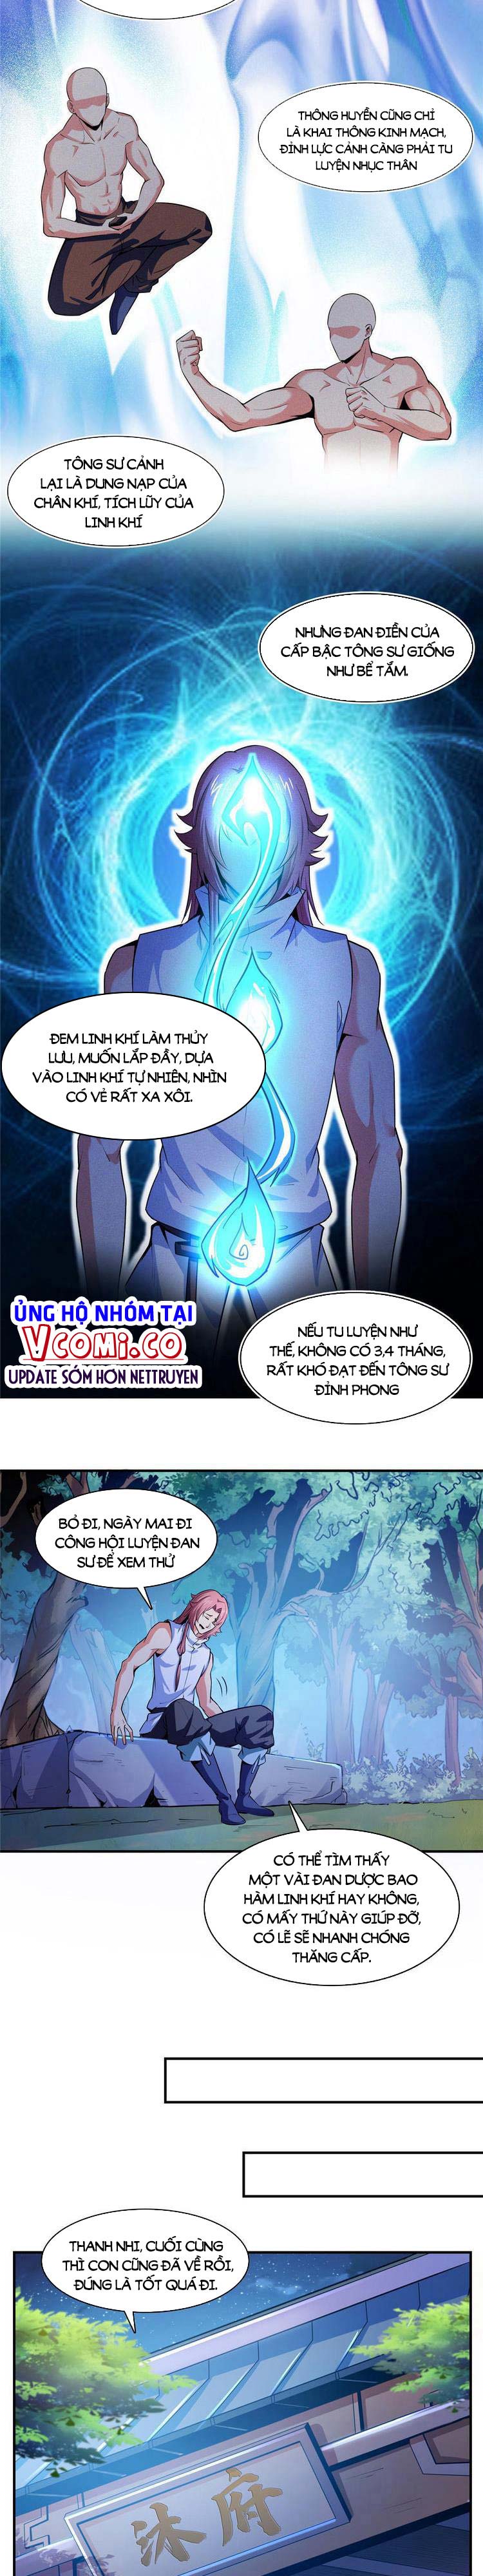 THÔNG HUYỀN CŨNG CHỈ
LÀ KHAI THÔNG KINH MẠCH,
ĐỈNH LỰC CẢNH CÀNG PHẢI TU
LUYỆN NHỤC THÂN
TÔNG SƯ CẢNH
LẠI LÀ DUNG NẠP CỦA
CHÂN KHÍ, TÍCH LŨY CỦA
LINH KHÍ
NHƯNG ĐAN ĐIỀN CỦA
CẤP BẬC TÔNG SƯ GIỐNG
NHƯ BỂ TẮM.
ĐEM LINH KHÍ LÀM THỦY
LƯU, MUỐN LẤP ĐẦY, DỰA
VÀO LINH KHÍ TỰ NHIÊN, NHÌN
CÓ VẺ RẤT XA XÔI.
ỦNG HỘ NHÓM TẠI
VCOMI.CO
UPDATE SỚM HƠN NETTRUYEN
NẾU TU LUYỆN NHƯ
THẾ, KHÔNG CÓ 3,4 THÁNG,
RẤT KHÓ ĐẠT ĐẾN TÔNG SƯ
ĐỈNH PHONG
BỎ ĐI, NGÀY MAI ĐI
CÔNG HỘI LUYỆN ĐAN
SƯ ĐỂ XEM THỬ
CÓ THỂ TÌM THẤY
MỘT VÀI ĐAN DƯỢC BAO
HÀM LINH KHÍ HAY KHÔNG,
CÓ MẤY THỨ NÀY GIÚP ĐỠ,
CÓ LẼ SẼ NHANH CHÓNG
THĂNG CẤP.
THANH NHI, CUỐI CÙNG
THÌ CON CŨNG ĐÃ VỀ RỒI,
ĐÚNG LÀ TỐT QUÁ ĐI.
沐府